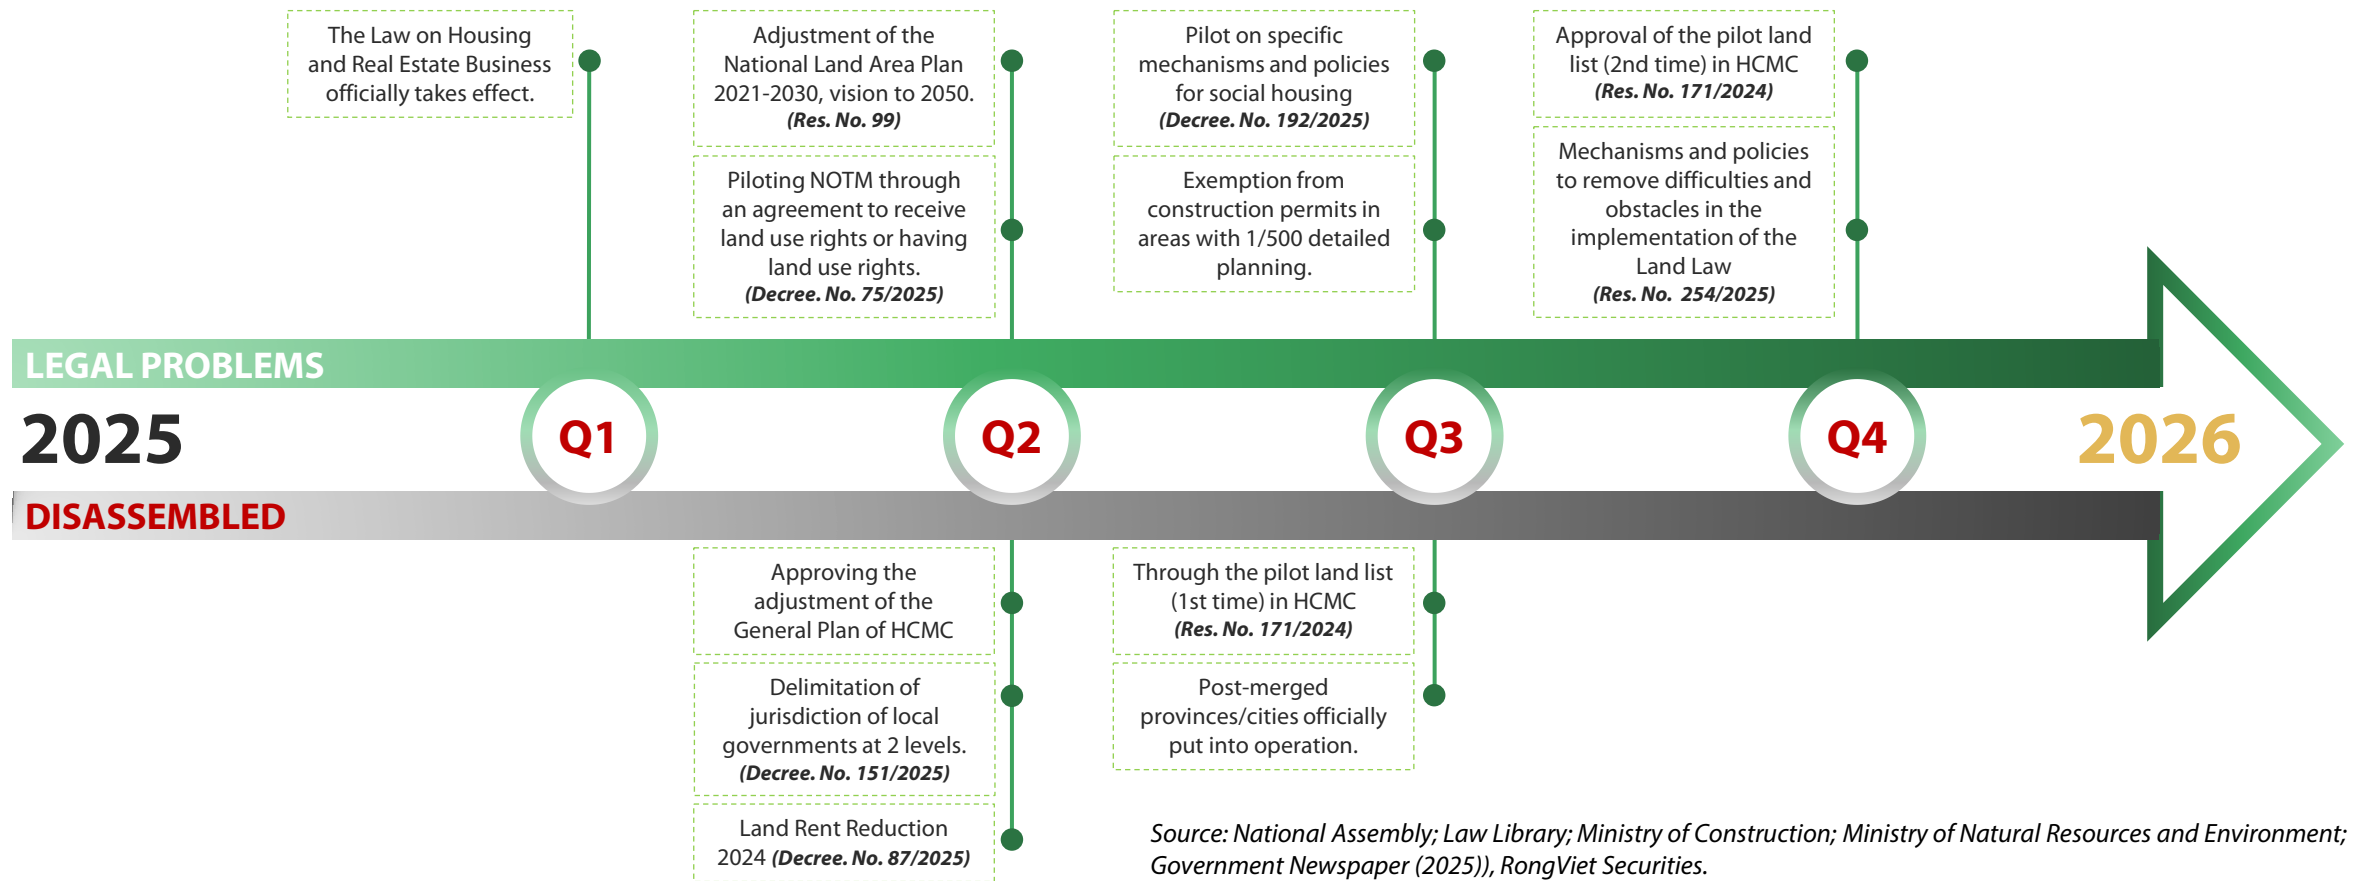 The Law on Housing
and Real Estate Business
officially takes effect.
Adjustment of the
National Land Area Plan
2021-2030, vision to 2050.
(Res. No. 99)
Piloting NOTM through
an agreement to receive
land use rights or having
land use rights.
(Decree. No. 75/2025)
Pilot on specific
mechanisms and policies
for social housing
(Decree. No. 192/2025)
Exemption from
construction permits in
areas with 1/500 detailed
planning.
Approval of the pilot land
list (2nd time) in HCMC
(Res. No. 171/2024)
Mechanisms and policies
to remove difficulties and
obstacles in the
implementation of the
Land Law
(Res. No. 254/2025)
LEGAL PROBLEMS
2025
Q1
Q2
Q3
Q4
2026
DISASSEMBLED
Approving the
adjustment of the
General Plan of HCMC
Delimitation of
jurisdiction of local
governments at 2 levels.
(Decree. No. 151/2025)
Land Rent Reduction
2024 (Decree. No. 87/2025)
Through the pilot land list
(1st time) in HCMC
(Res. No. 171/2024)
Post-merged
provinces/cities officially
put into operation.
Source: National Assembly; Law Library; Ministry of Construction; Ministry of Natural Resources and Environment;
Government Newspaper (2025)), RongViet Securities.